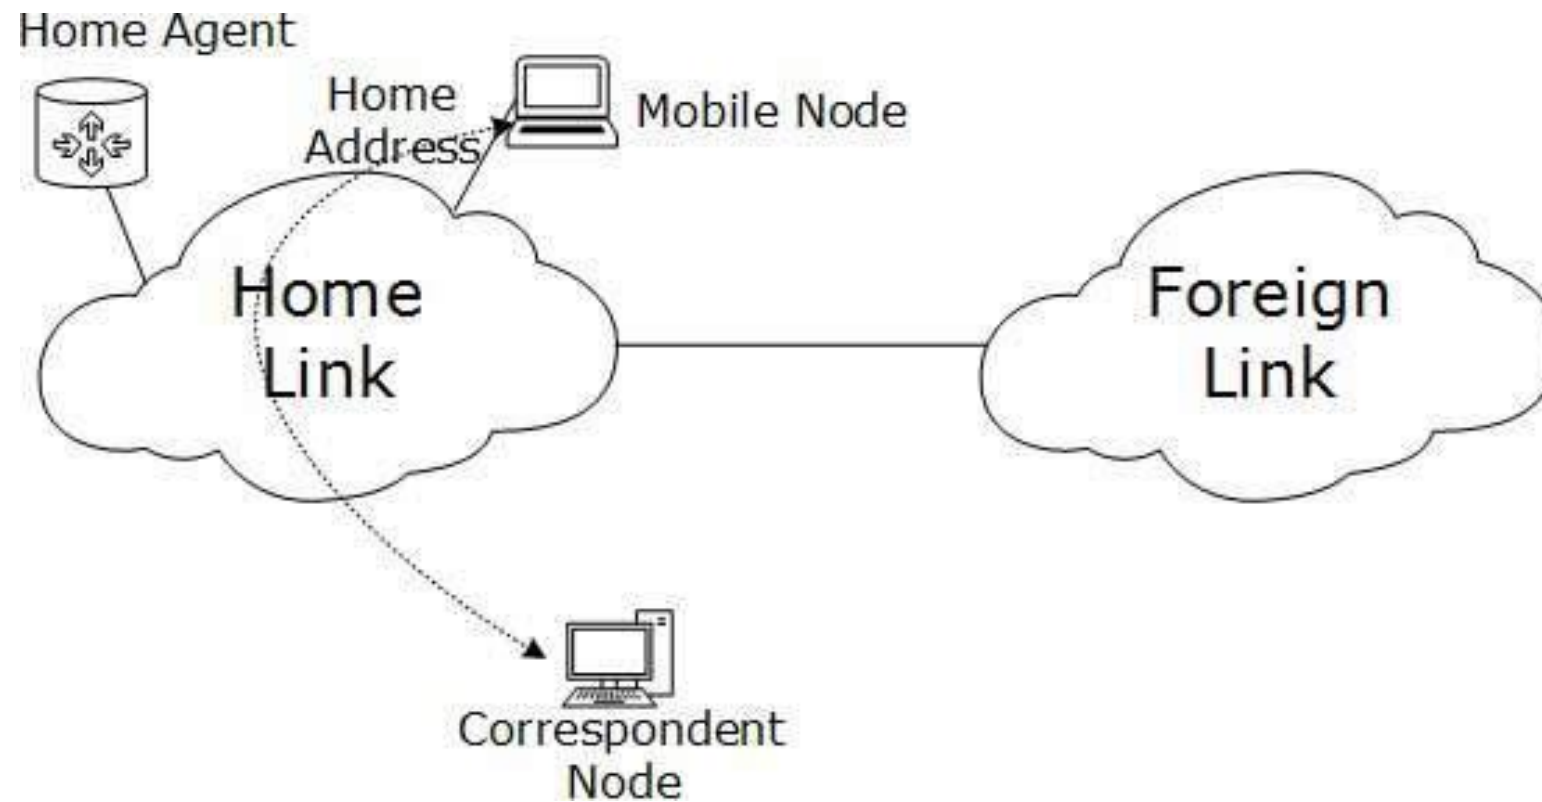 Home Agent
Home
Address
Mobile Node
Home
Link
Foreign
Link
Correspondent
Node